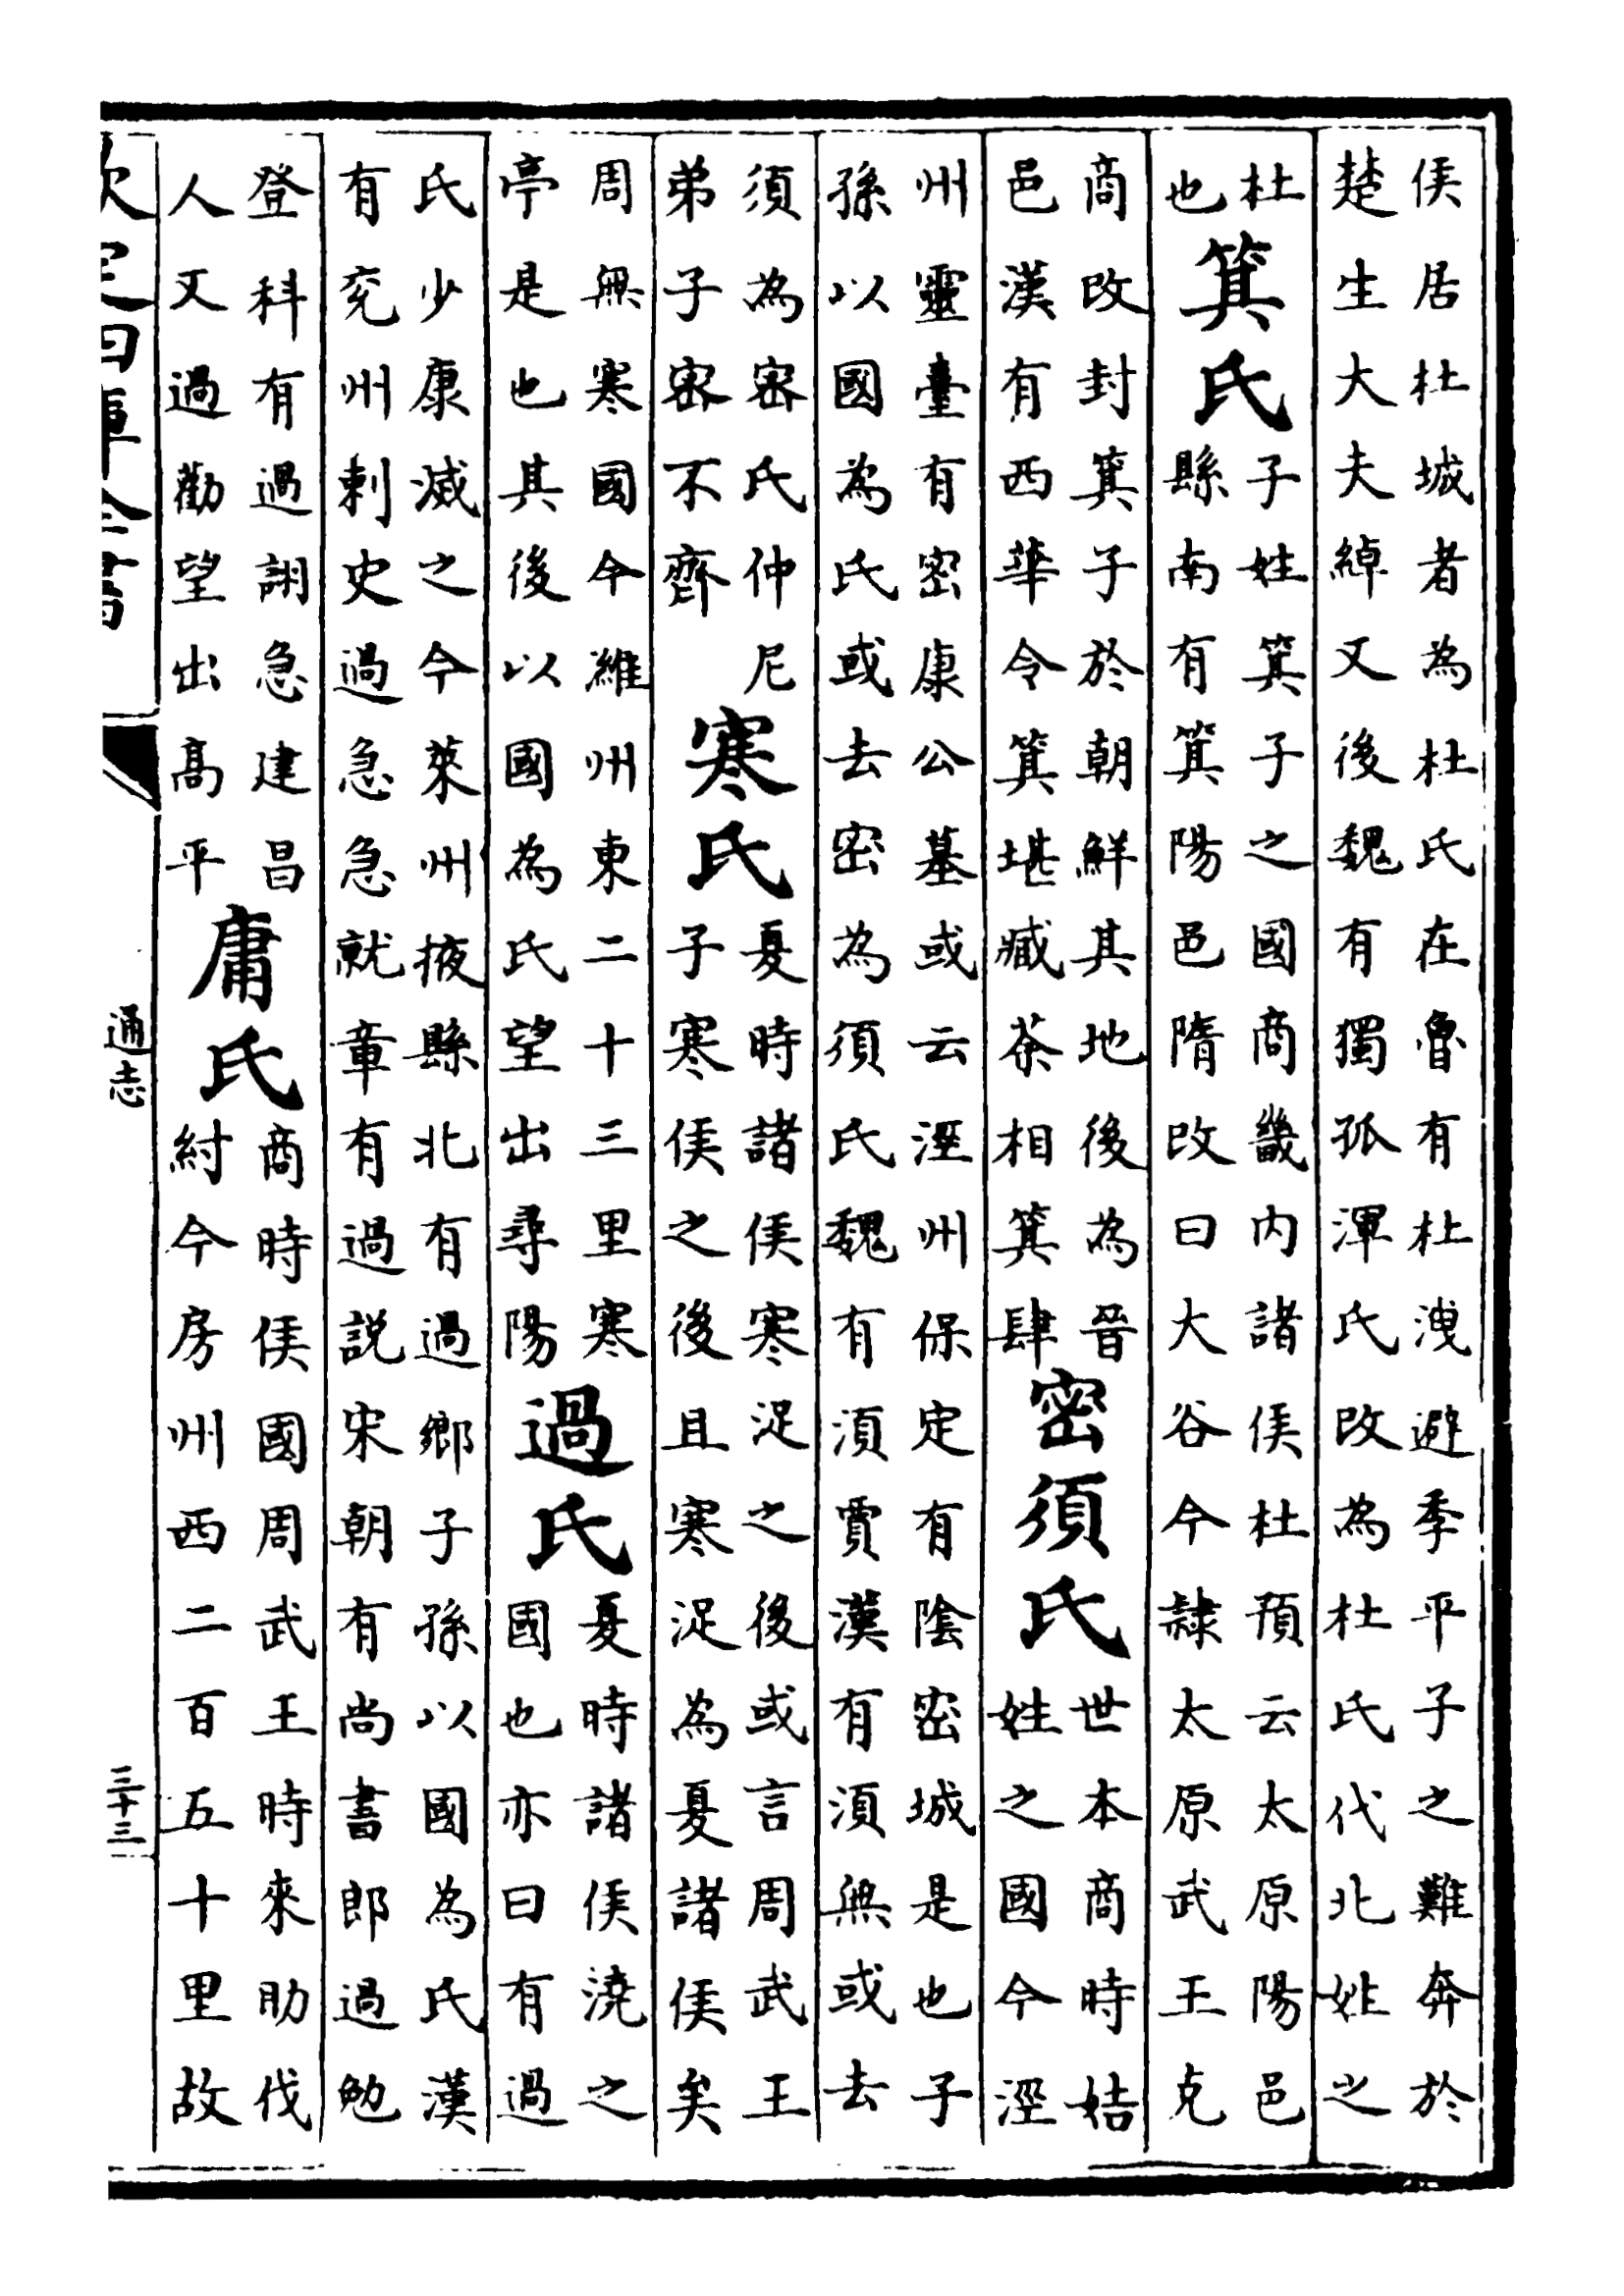 侯居杜城者為杜氏在魯有杜洩避季平子之難奔於
楚生大夫綽又後魏有獨孤渾氏改為杜氏代北姓之
杜
也
箕氏
子姓箕子之國商畿内諸侯杜預云太原陽邑
縣南有箕陽邑隋改曰大谷今隸太原武王克
商改封箕子於朝鮮其地後為晉
邑漢有西華令箕堪臧荼相箕肆
密須氏
世本商時姞
姓之國今涇
州靈臺有密康公墓或云涇州保定有陰密城是也子
孫以國為氏或去密為須氏魏有湏賈漢有湏無或去
須為密氏仲尼
弟子密不齊
寒氏
夏時諸侯寒浞之後或言周武王
子寒侯之後且寒浞為夏諸侯矣
周無寒國今濰州東二十三里寒
亭是也其後以國為氏望出尋陽
過氏
夏時諸侯澆之
國也亦曰有過
氏少康滅之今萊州掖縣北有過鄉子孫以國為氏漢
有兖州刺史過急急就章有過説宋朝有尚書郎過勉
登科有過詡急建昌
人又過勸望出高平
庸氏
商時侯國周武王時來助伐
紂今房州西二百五十里故
欽定四庫全書
通志
三十三